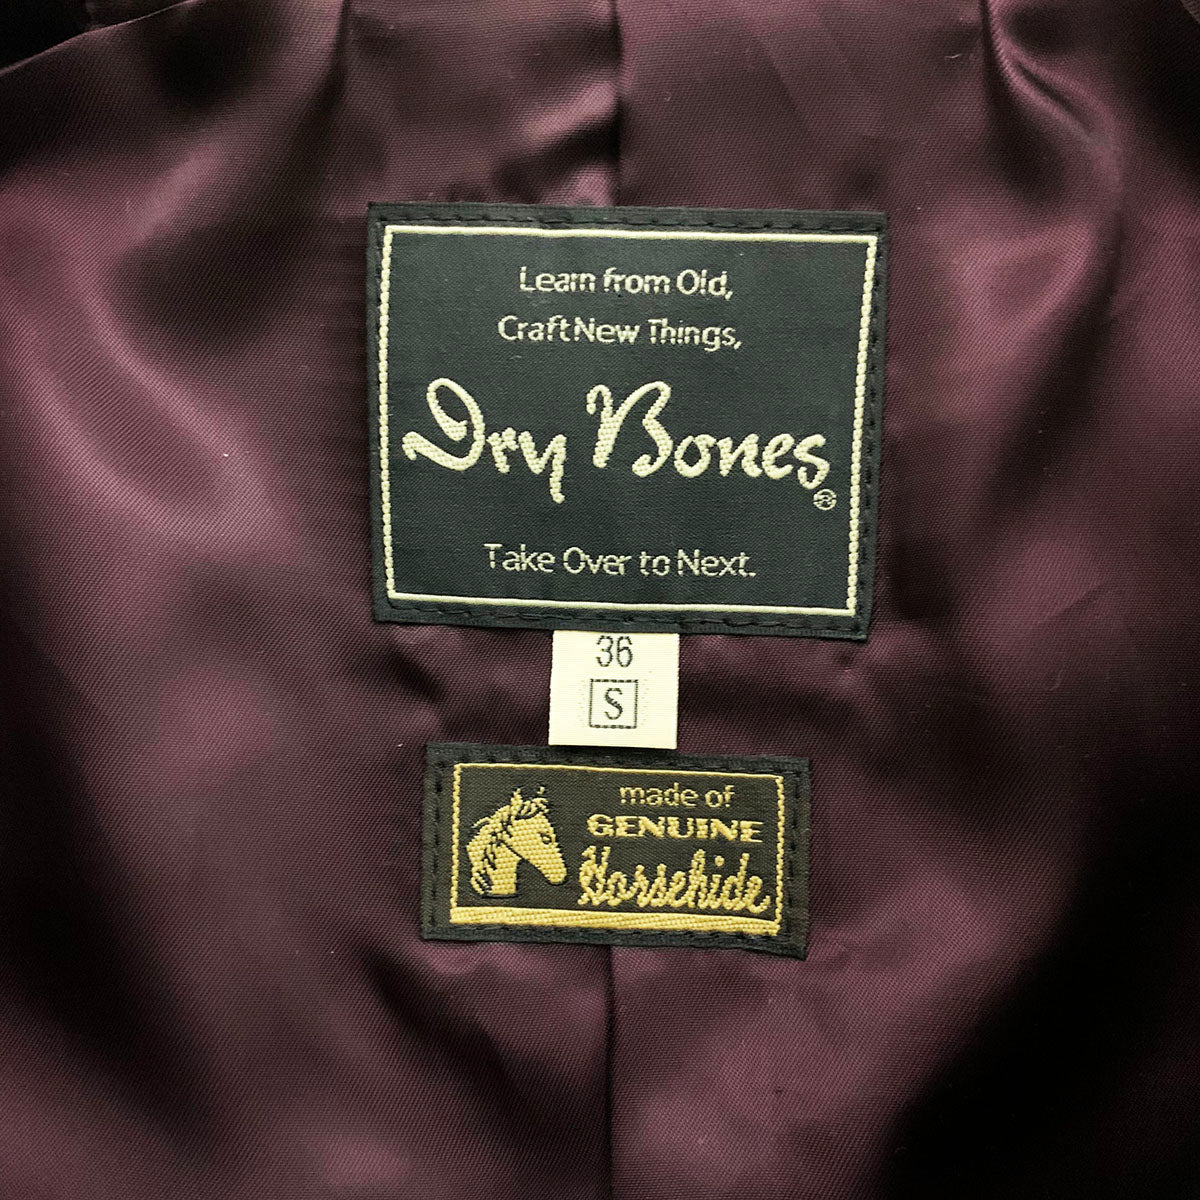 Learn from Old,
Craft New Things,
Dry Bones
®
Take Over to Next.
36
S
made of
GENUINE
Horsehide